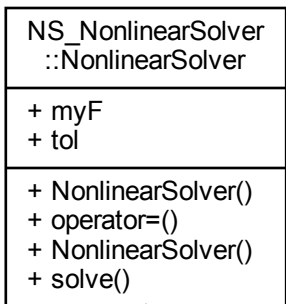 NS_NonlinearSolver
::NonlinearSolver
+ myF
+ tol
+ NonlinearSolver()
+ operator=()
+ NonlinearSolver()
+ solve()